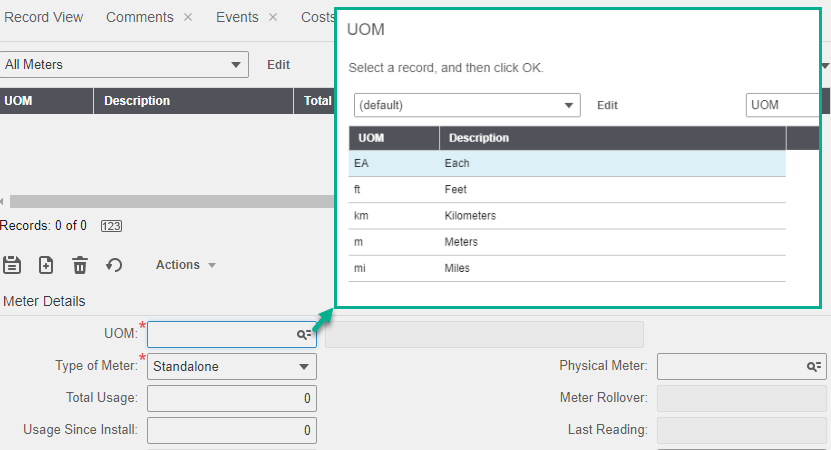 Record View Comments × Events × Costs
All Meters Edit
UOM Description Total
Records: 0 of 0 123
Actions
Meter Details
UOM:*
Type of Meter:* Standalone Physical Meter:
Total Usage: 0 Meter Rollover:
Usage Since Install: 0 Last Reading:
UOM
Select a record, and then click OK.
(default) Edit UOM
UOM Description
EA Each
ft Feet
km Kilometers
m Meters
mi Miles